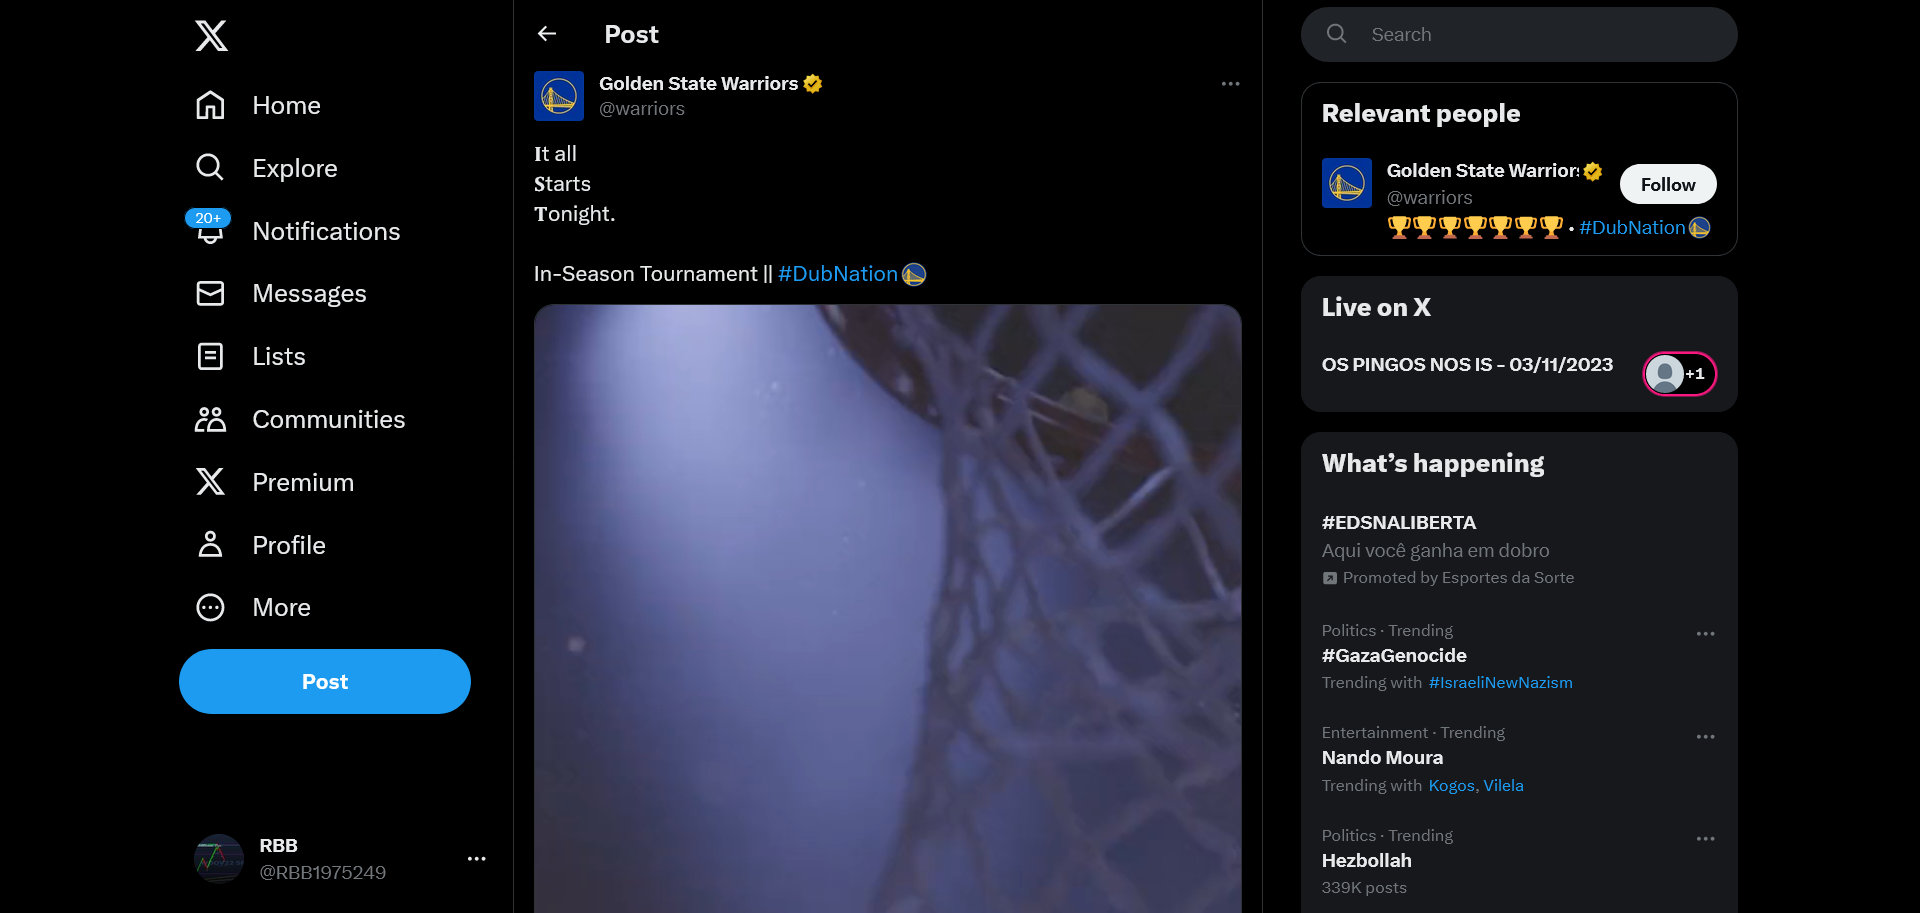 Home
Explore
20+
Notifications
Messages
Lists
Communities
Premium
Profile
More
Post
RBB
@RBB1975249
Post
Golden State Warriors
@warriors
It all
Starts
Tonight.
In-Season Tournament || #DubNation
Search
Relevant people
Golden State Warriors
@warriors
Follow
• #DubNation
Live on X
OS PINGOS NOS IS - 03/11/2023
+1
What’s happening
#EDSNALIBERTA
Aqui você ganha em dobro
Promoted by Esportes da Sorte
Politics · Trending
#GazaGenocide
Trending with #IsraeliNewNazism
Entertainment · Trending
Nando Moura
Trending with Kogos, Vilela
Politics · Trending
Hezbollah
339K posts